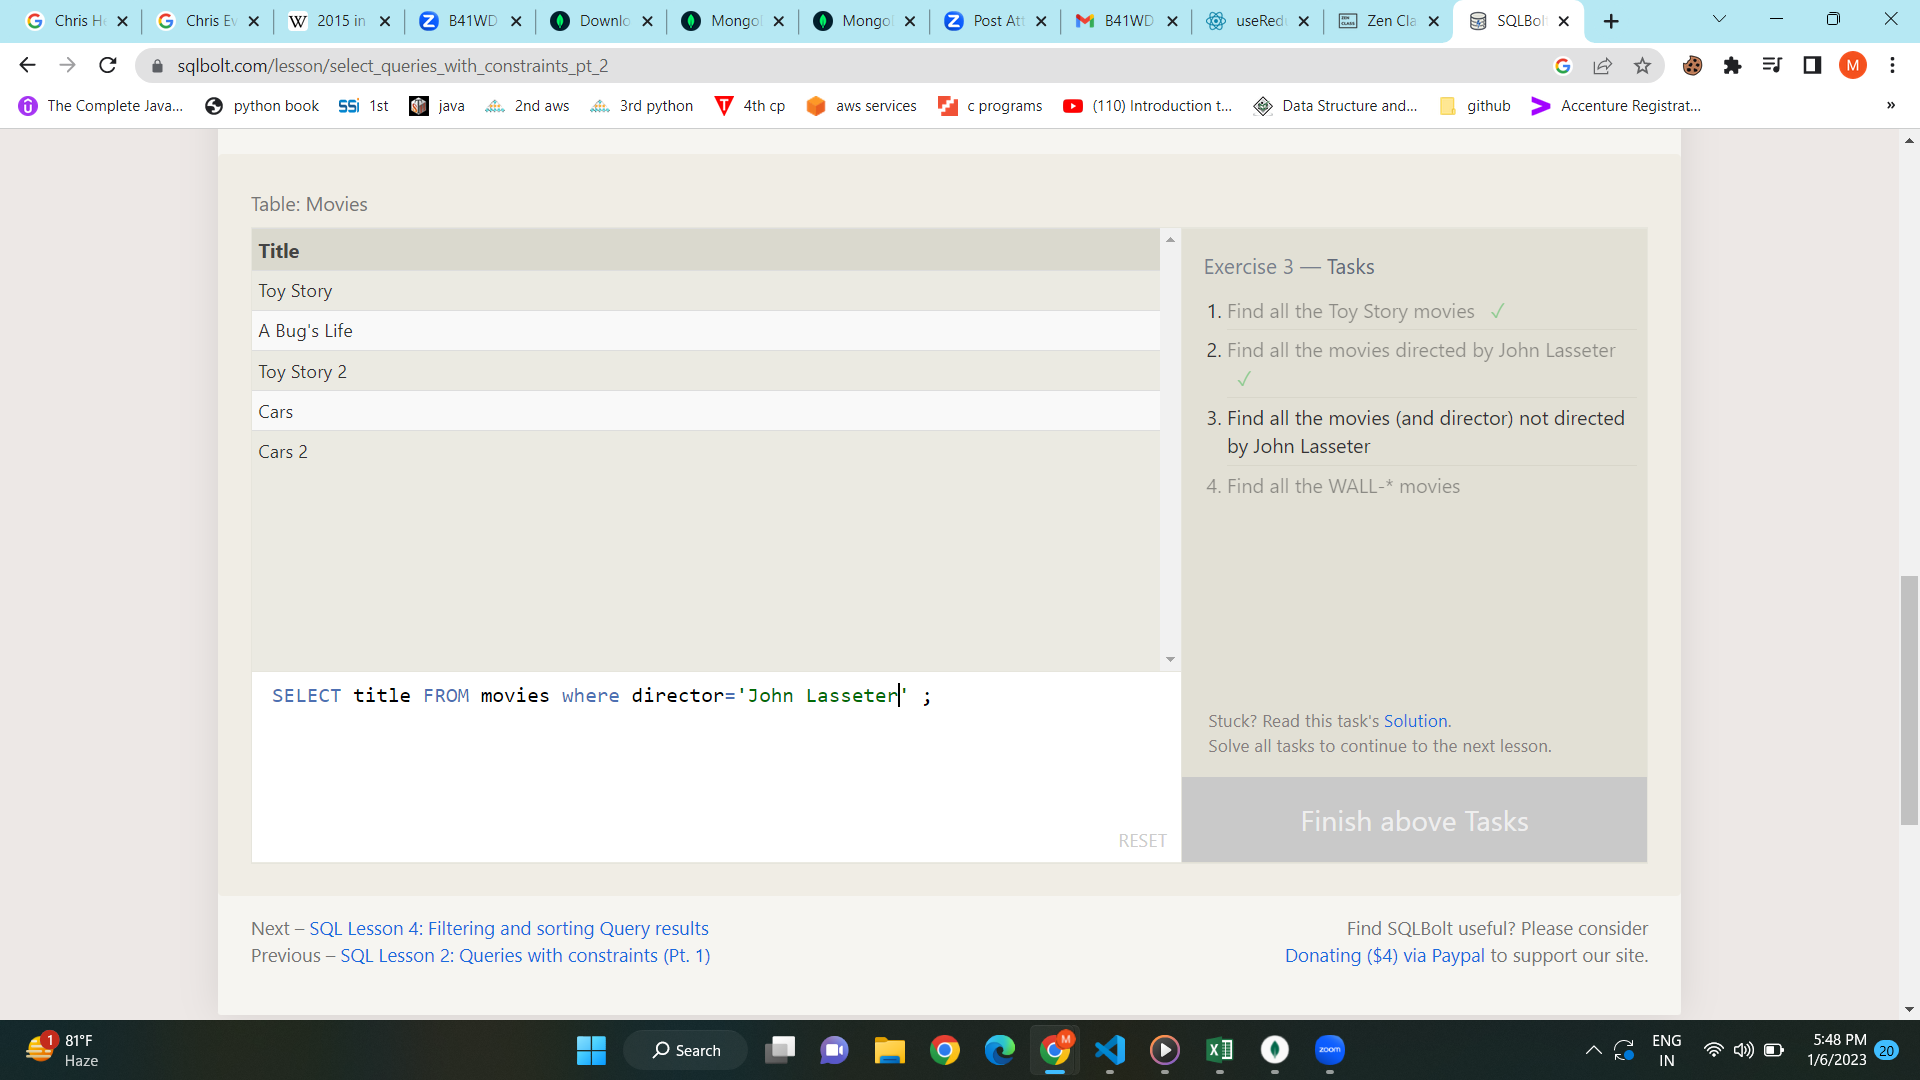 Chris He
Chris Ev
2015 in
B41WD
Downlo
Mongo
Mongo
Post Att
B41WD
useRed
Zen Cla
SQLBolt
sqlbolt.com/lesson/select_queries_with_constraints_pt_2
M
The Complete Java...
python book
SSi 1st
java
2nd aws
3rd python
4th cp
aws services
c programs
(110) Introduction t...
Data Structure and...
github
Accenture Registrat...
»
Table: Movies
Title
Toy Story
A Bug's Life
Toy Story 2
Cars
Cars 2
Exercise 3 — Tasks
1. Find all the Toy Story movies ✓
2. Find all the movies directed by John Lasseter
✓
3. Find all the movies (and director) not directed
by John Lasseter
4. Find all the WALL-* movies
SELECT title FROM movies where director='John Lasseter' ;
RESET
Stuck? Read this task's Solution.
Solve all tasks to continue to the next lesson.
Finish above Tasks
Next – SQL Lesson 4: Filtering and sorting Query results
Previous – SQL Lesson 2: Queries with constraints (Pt. 1)
Find SQLBolt useful? Please consider
Donating ($4) via Paypal to support our site.
1
81°F
Haze
Search
M
zoom
ENG
IN
5:48 PM
1/6/2023
20